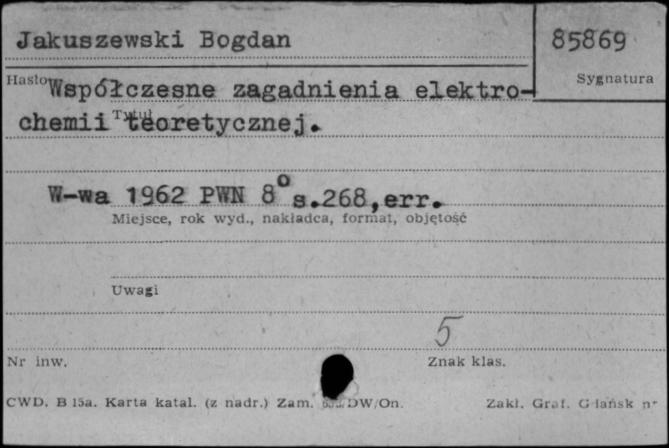 Jakuszewski Bogdan
85869
Hasło
Sygnatura
Współczesne zagadnienia elektro-
Tytuł
chemii teoretycznej.
W-wa 1962 PWN 8° s.268,err.
Miejsce, rok wyd., nakładca, format, objętość
Uwagi
5
Nr inw.
Znak klas.
CWD. B 15a. Karta katal. (z nadr.) Zam. DW/On.
Zakł. Graf. Gdańsk nr